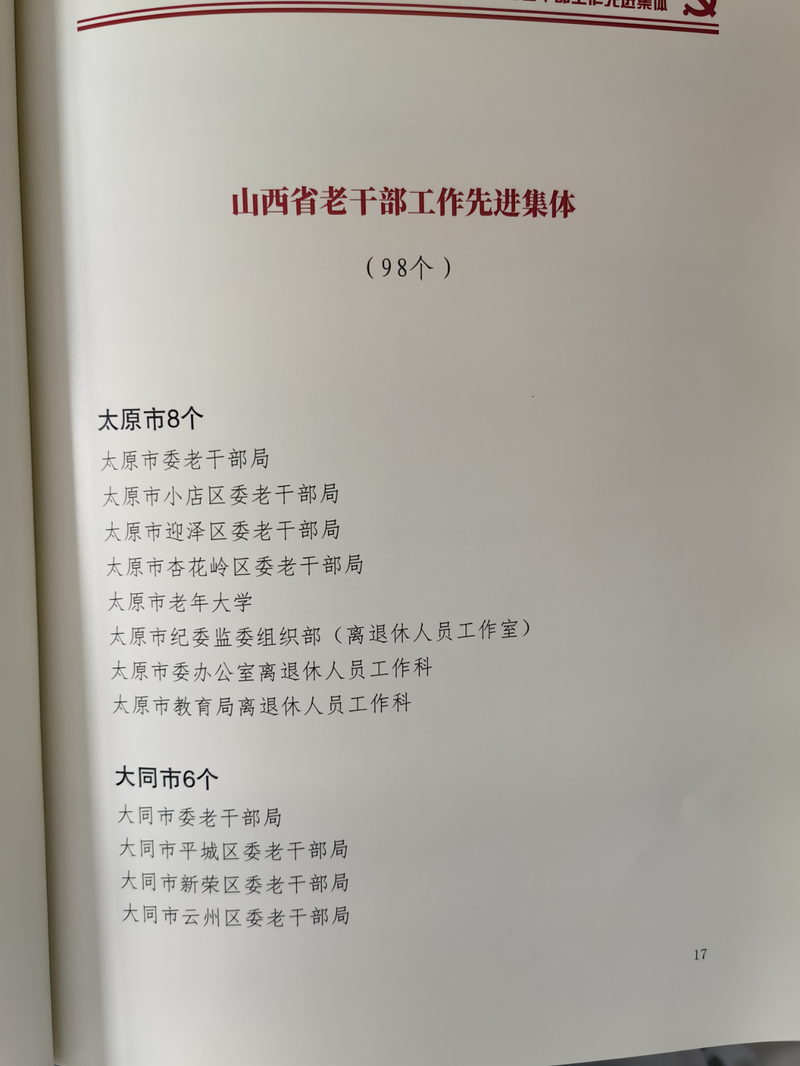 部工作先进集体
山西省老干部工作先进集体
（98个）
太原市8个
太原市委老干部局
太原市小店区委老干部局
太原市迎泽区委老干部局
太原市杏花岭区委老干部局
太原市老年大学
太原市纪委监委组织部（离退休人员工作室）
太原市委办公室离退休人员工作科
太原市教育局离退休人员工作科
大同市6个
大同市委老干部局
大同市平城区委老干部局
大同市新荣区委老干部局
大同市云州区委老干部局
17